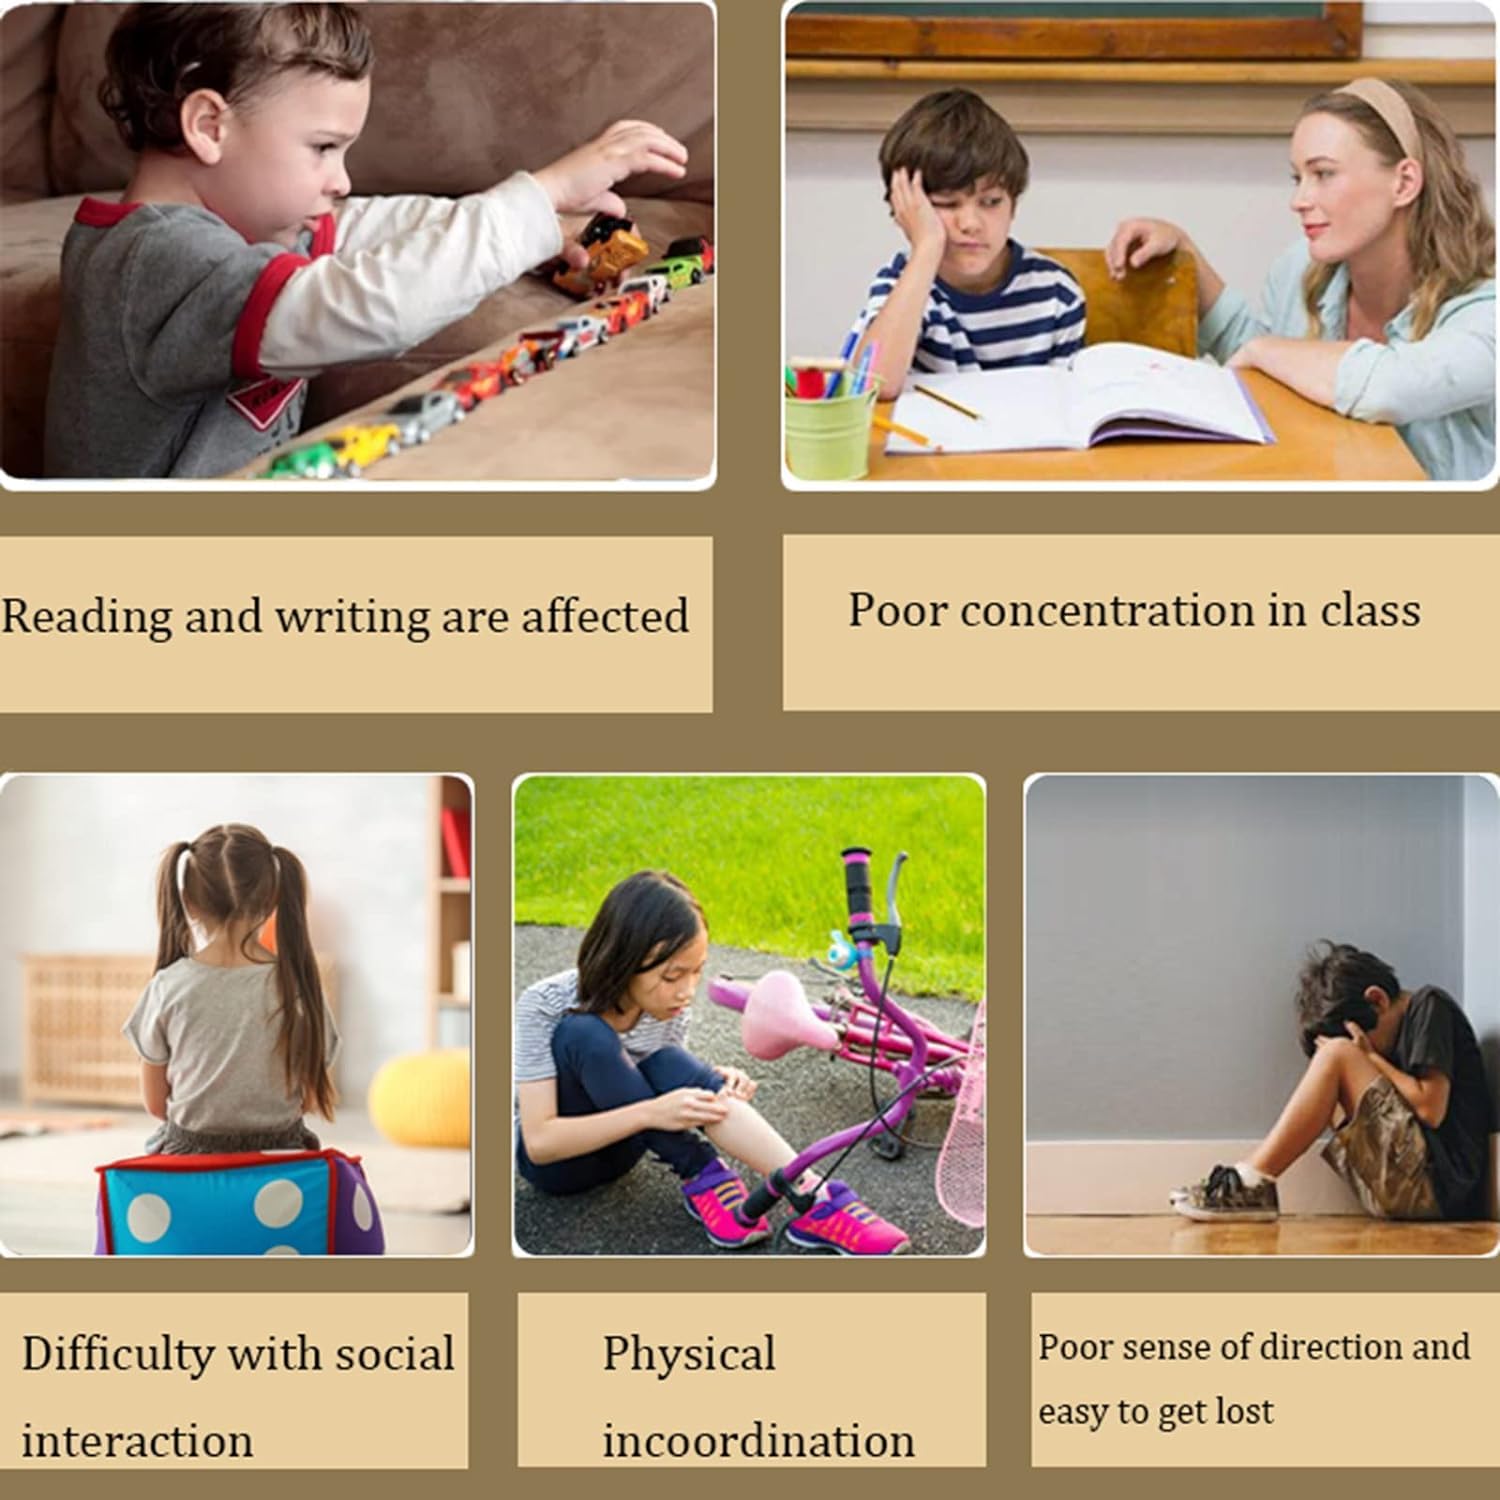 Reading and writing are affected
Poor concentration in class
Difficulty with social
interaction
Physical
incoordination
Poor sense of direction and
easy to get lost